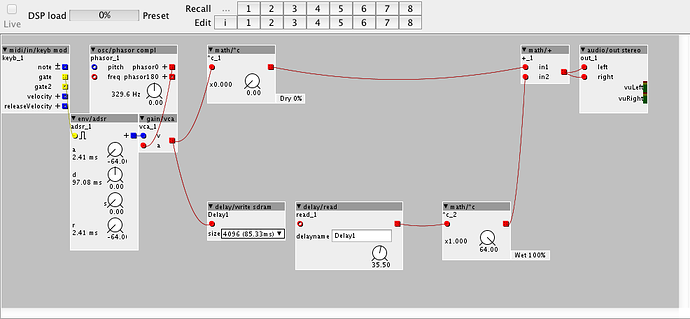 Live
DSP load 0% Preset
Recall ... 1 2 3 4 5 6 7 8
Edit i 1 2 3 4 5 6 7 8
midi/in/keyb mod
keyb_1
note
gate
gate2
velocity
releaseVelocity
osc/phasor compl
phasor_1
pitch phasor0
freq phasor180
329.6 Hz
0.00
math/*c
*c_1
x0.000
0.00
Dry 0%
math/+
+_1
in1
in2
audio/out stereo
out_1
left
right
vuLeft
vuRight
env/adsr
adsr_1
a
2.41 ms
-64.00
d
97.08 ms
0.00
s
0.00
r
2.41 ms
-64.00
gain/vca
vca_1
v
a
delay/write sdram
Delay1
size 4096 (85.33ms)
delay/read
read_1
delayname Delay1
35.50
math/*c
*c_2
x1.000
64.00
Wet 100%